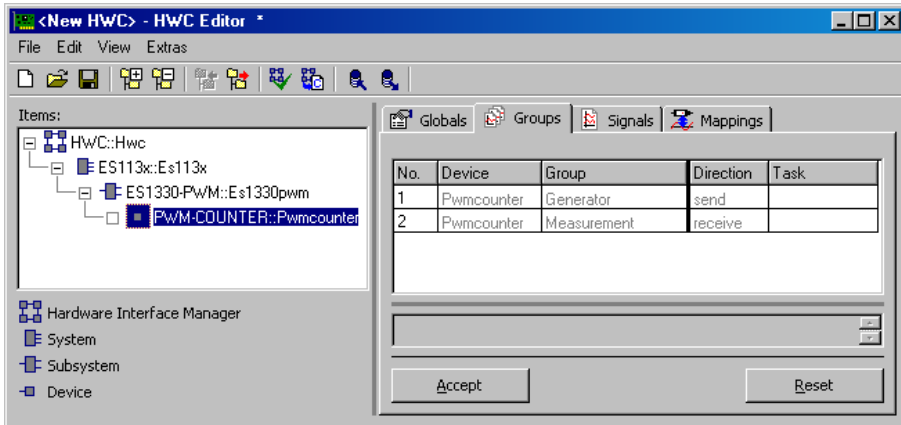 <New HWC> - HWC Editor *
File Edit View Extras
Items:
HWC::Hwc
ES113x::Es113x
ES1330-PWM::Es1330pwm
PWM-COUNTER::Pwmcounter
Hardware Interface Manager
System
Subsystem
Device
Globals Groups Signals Mappings
No. Device Group Direction Task
1 Pwmcounter Generator send
2 Pwmcounter Measurement receive
Accept Reset